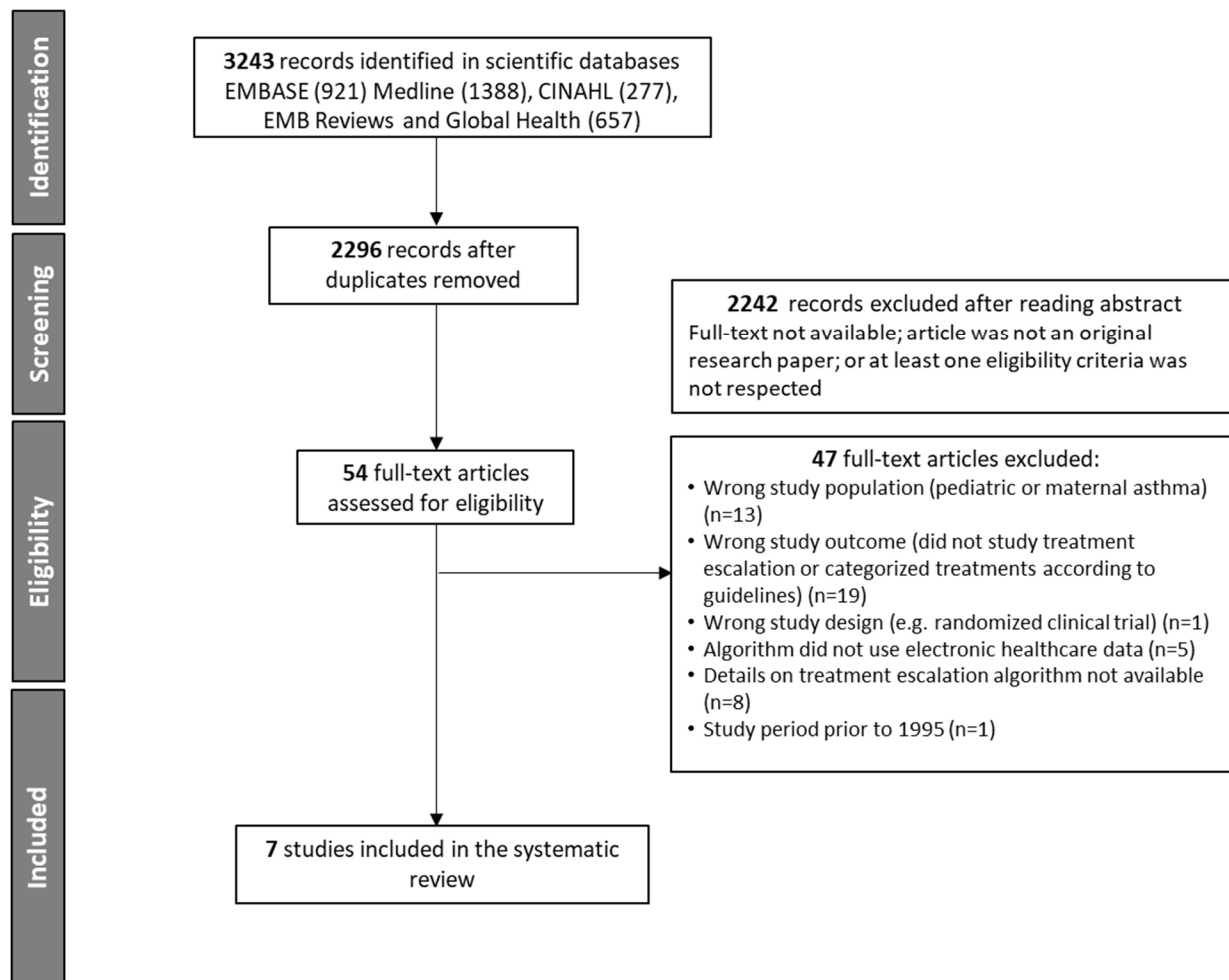 Identification
3243 records identified in scientific databases
EMBASE (921) Medline (1388), CINAHL (277),
EMB Reviews and Global Health (657)
Screening
2296 records after
duplicates removed
2242 records excluded after reading abstract
Full-text not available; article was not an original
research paper; or at least one eligibility criteria was
not respected
Eligibility
54 full-text articles
assessed for eligibility
47 full-text articles excluded:
• Wrong study population (pediatric or maternal asthma)
(n=13)
• Wrong study outcome (did not study treatment
escalation or categorized treatments according to
guidelines) (n=19)
• Wrong study design (e.g. randomized clinical trial) (n=1)
• Algorithm did not use electronic healthcare data (n=5)
• Details on treatment escalation algorithm not available
(n=8)
• Study period prior to 1995 (n=1)
Included
7 studies included in the systematic
review